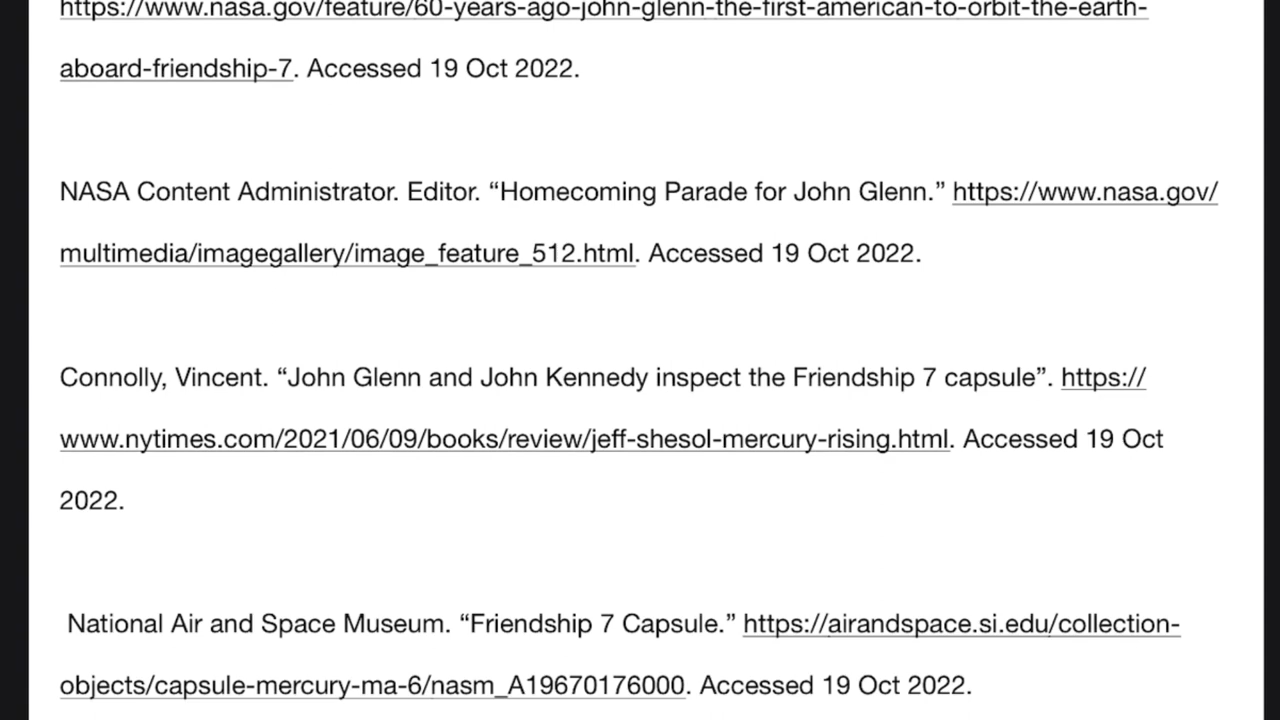 https://www.nasa.gov/feature/60-years-ago-john-glenn-the-first-american-to-orbit-the-earth-
aboard-friendship-7. Accessed 19 Oct 2022.
NASA Content Administrator. Editor. “Homecoming Parade for John Glenn.” https://www.nasa.gov/
multimedia/imagegallery/image_feature_512.html. Accessed 19 Oct 2022.
Connolly, Vincent. “John Glenn and John Kennedy inspect the Friendship 7 capsule”. https://
www.nytimes.com/2021/06/09/books/review/jeff-shesol-mercury-rising.html. Accessed 19 Oct
2022.
National Air and Space Museum. “Friendship 7 Capsule.” https://airandspace.si.edu/collection-
objects/capsule-mercury-ma-6/nasm_A19670176000. Accessed 19 Oct 2022.